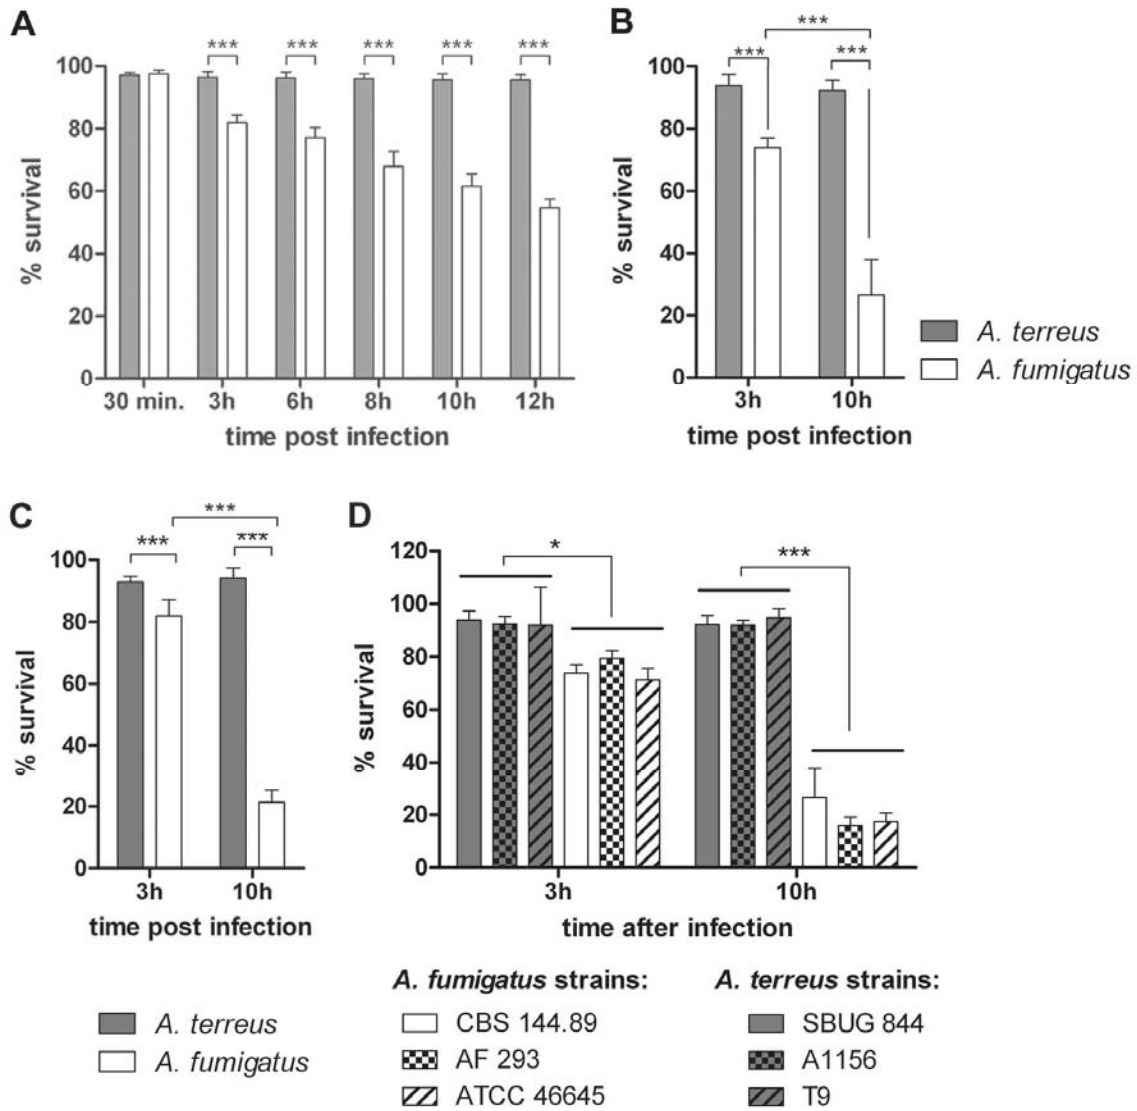 A
% survival
100
80
60
40
20
0
***
***
***
***
***
30 min.
3h
6h
8h
10h
12h
time post infection
B
% survival
100
80
60
40
20
0
***
***
***
3h
10h
time post infection
A. terreus
A. fumigatus
C
% survival
100
80
60
40
20
0
***
***
***
3h
10h
time post infection
A. terreus
A. fumigatus
D
% survival
120
100
80
60
40
20
0
*
***
3h
10h
time after infection
A. fumigatus strains:
CBS 144.89
AF 293
ATCC 46645
A. terreus strains:
SBUG 844
A1156
T9